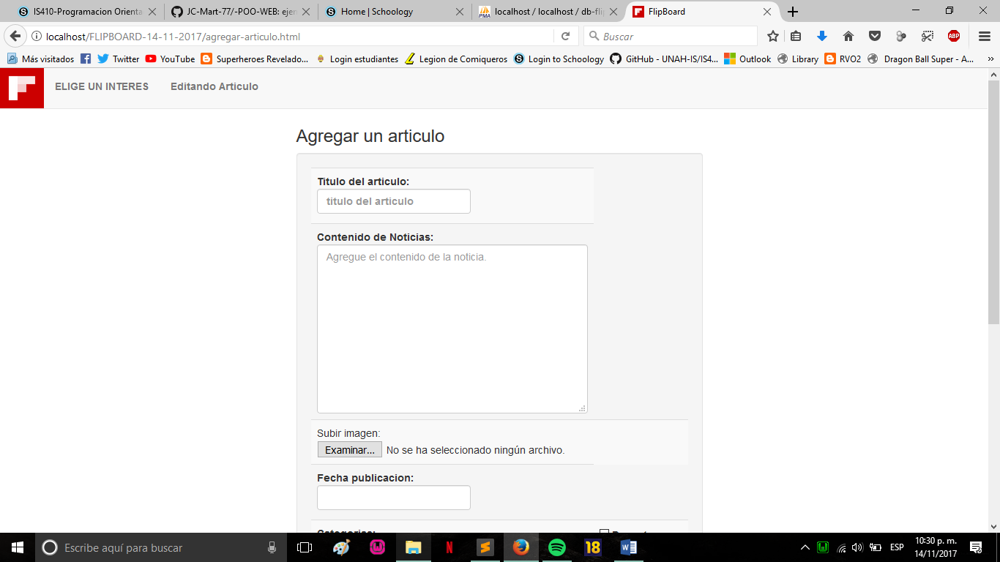 IS410-Programacion Orienta
JC-Mart-77/-POO-WEB: ejer
Home | Schoology
localhost / localhost / db-flip
FlipBoard
localhost/FLIPBOARD-14-11-2017/agregar-articulo.html
Buscar
Más visitados
Twitter
YouTube
Superheroes Revelado...
Login estudiantes
Legion de Comiqueros
Login to Schoology
GitHub - UNAH-IS/IS4...
Outlook
Library
RVO2
Dragon Ball Super - A...
ELIGE UN INTERES
Editando Articulo
Agregar un articulo
Titulo del articulo:
titulo del articulo
Contenido de Noticias:
Agregue el contenido de la noticia.
Subir imagen:
Examinar... No se ha seleccionado ningún archivo.
Fecha publicacion:
Categorias:
Escribe aquí para buscar
18
ESP
10:30 p. m.
14/11/2017